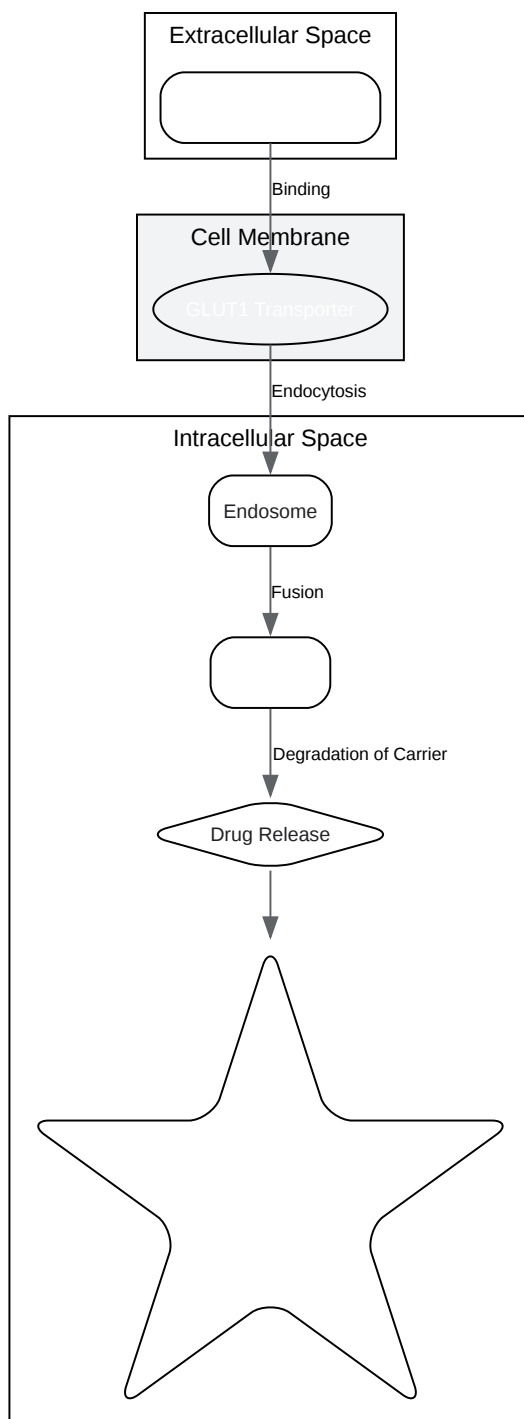 Extracellular Space
Binding
Cell Membrane
GLUT1 Transporter
Endocytosis
Intracellular Space
Endosome
Fusion
Degradation of Carrier
Drug Release